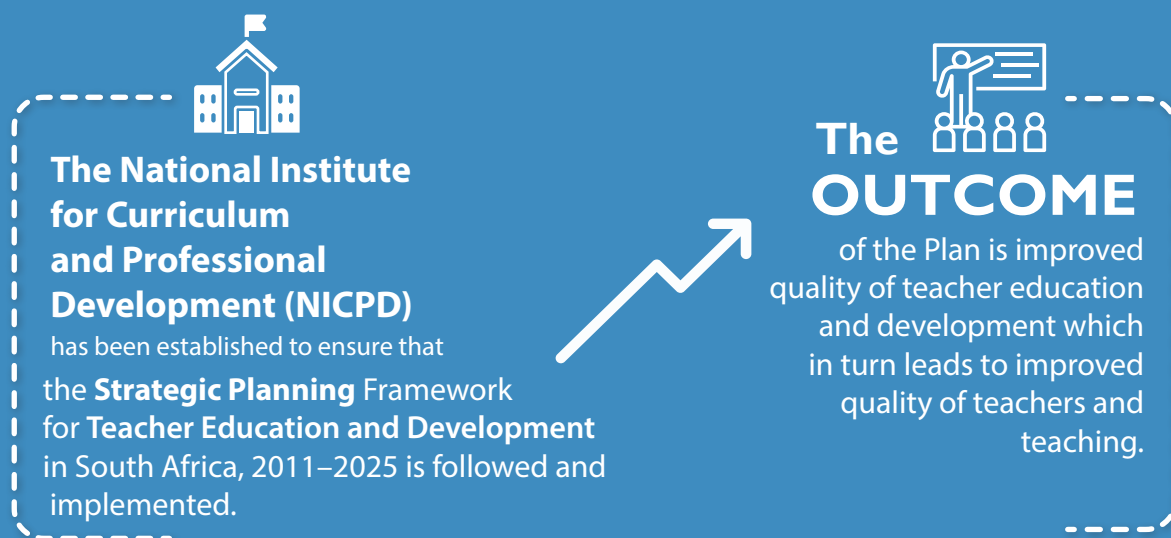 The National Institute
for Curriculum
and Professional
Development (NICPD)
has been established to ensure that
the Strategic Planning Framework
for Teacher Education and Development
in South Africa, 2011–2025 is followed and
implemented.
The
OUTCOME
of the Plan is improved
quality of teacher education
and development which
in turn leads to improved
quality of teachers and
teaching.